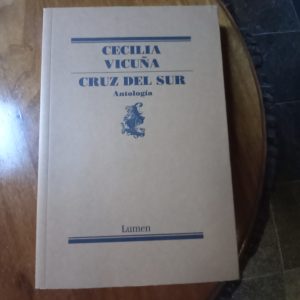 CECILIA
VICUÑA
CRUZ DEL SUR
Antología
Lumen